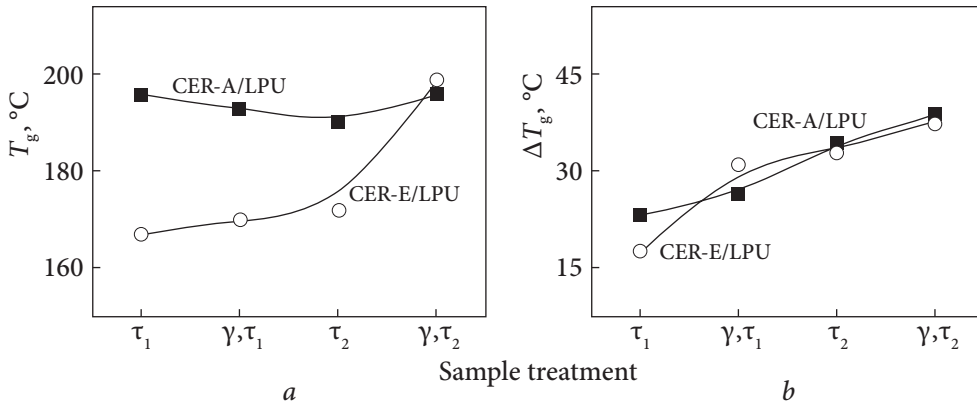 T_g, °C
200
180
160
CER-A/LPU
CER-E/LPU
τ₁
γ,τ₁
τ₂
γ,τ₂
a
ΔT_g, °C
45
30
15
CER-A/LPU
CER-E/LPU
τ₁
γ,τ₁
τ₂
γ,τ₂
b
Sample treatment